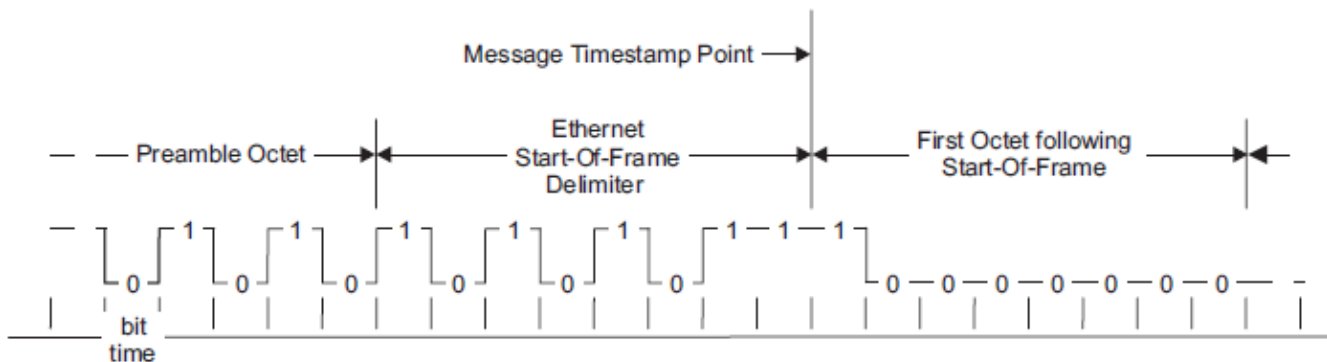 Message Timestamp Point
Preamble Octet
Ethernet
Start-Of-Frame
Delimiter
First Octet following
Start-Of-Frame
0 1 0 1 0 1 0 1 0 1 0 1 1 1 0 0 0 0 0 0 0
bit
time